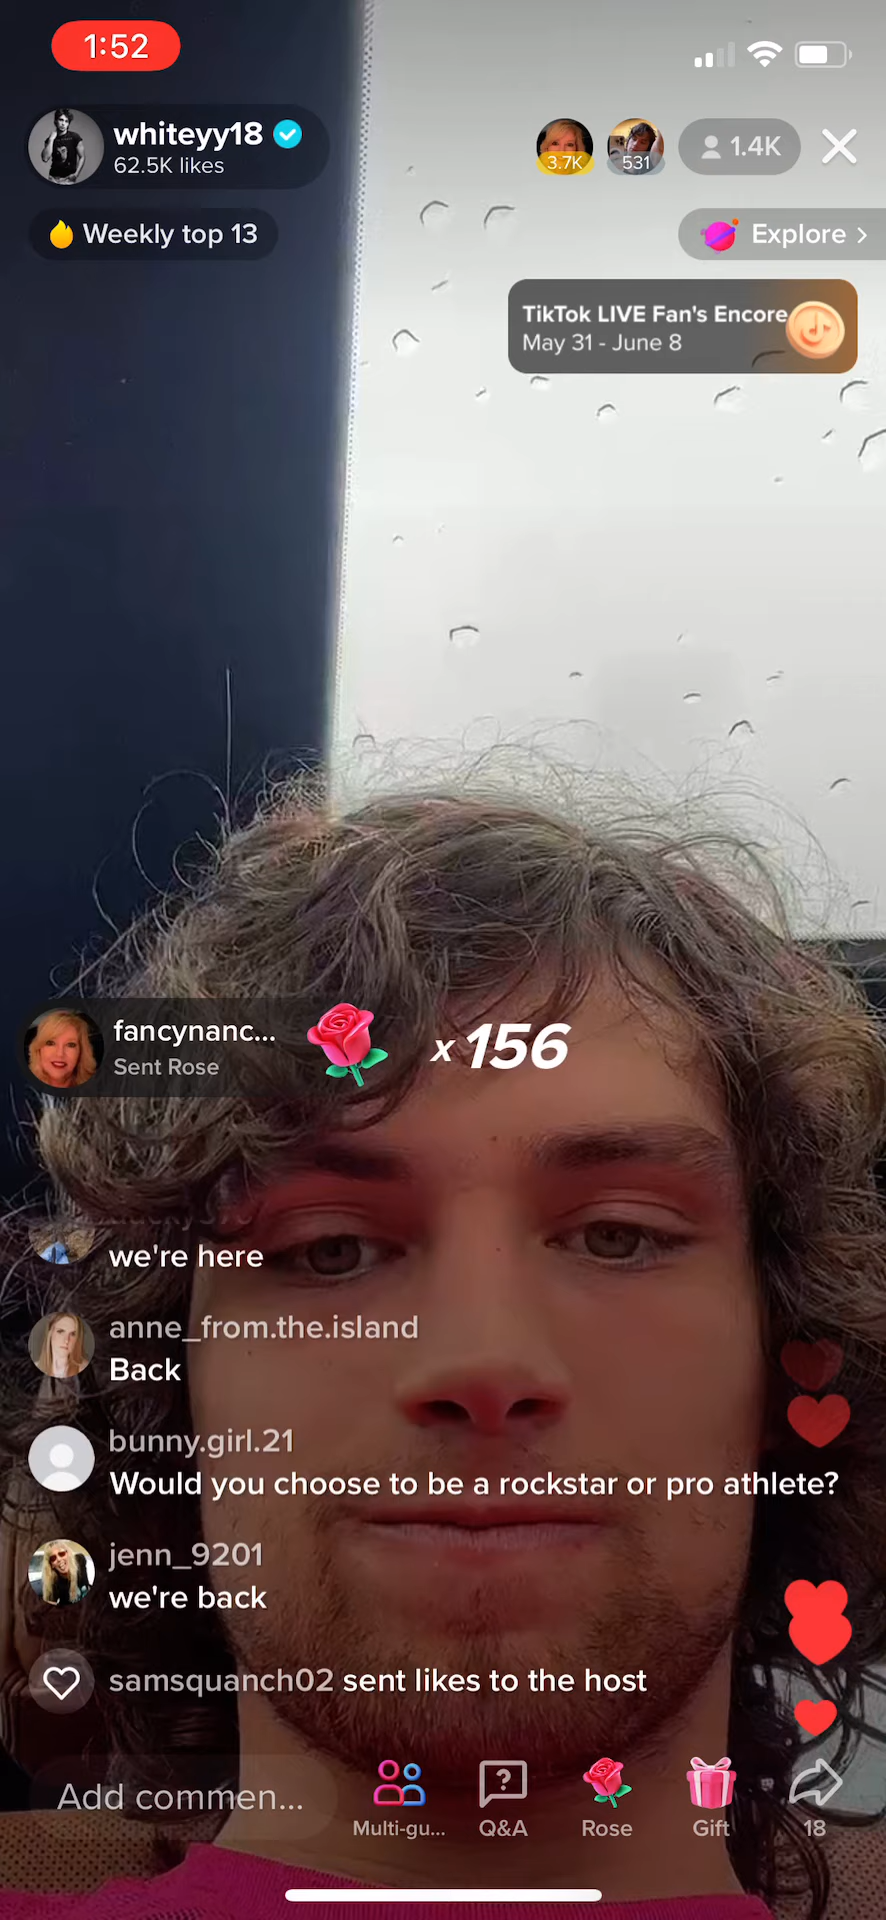 1:52
whiteyy18
62.5K likes
3.7K
531
1.4K
Weekly top 13
Explore >
TikTok LIVE Fan's Encore
May 31 - June 8
fancynanc...
Sent Rose
x 156
we're here
anne_from.the.island
Back
bunny.girl.21
Would you choose to be a rockstar or pro athlete?
jenn_9201
we're back
samsquanch02 sent likes to the host
Add commen...
Multi-gu...
Q&A
Rose
Gift
18